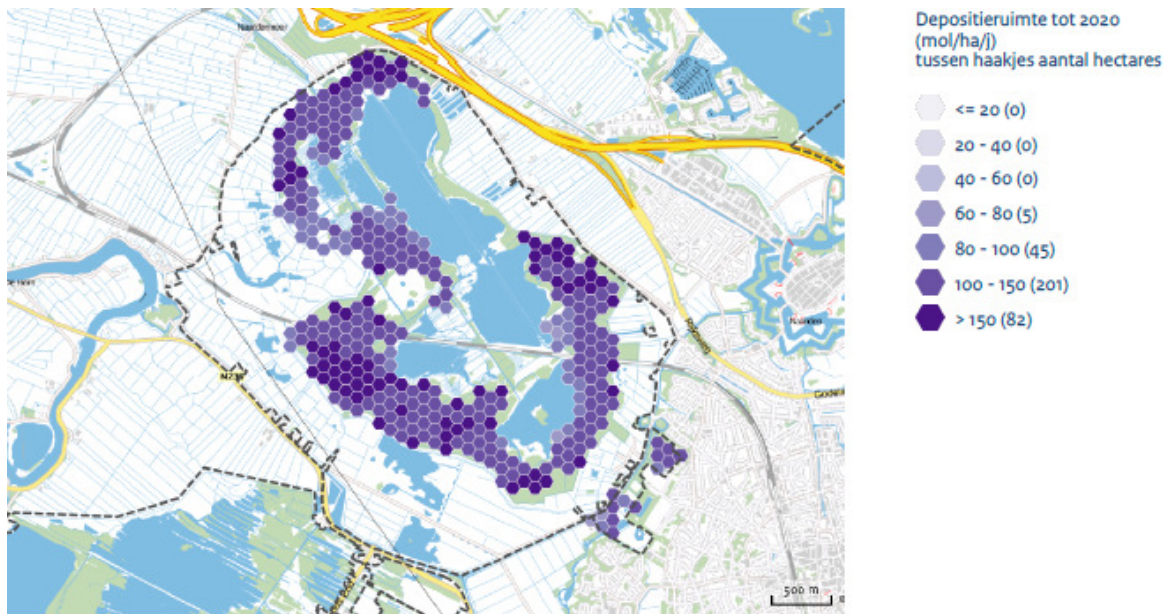 Naardermeer
Naarden
N236
500 m
Depositieruimte tot 2020
(mol/ha/j)
tussen haakjes aantal hectares
<= 20 (0)
20 - 40 (0)
40 - 60 (0)
60 - 80 (5)
80 - 100 (45)
100 - 150 (201)
> 150 (82)